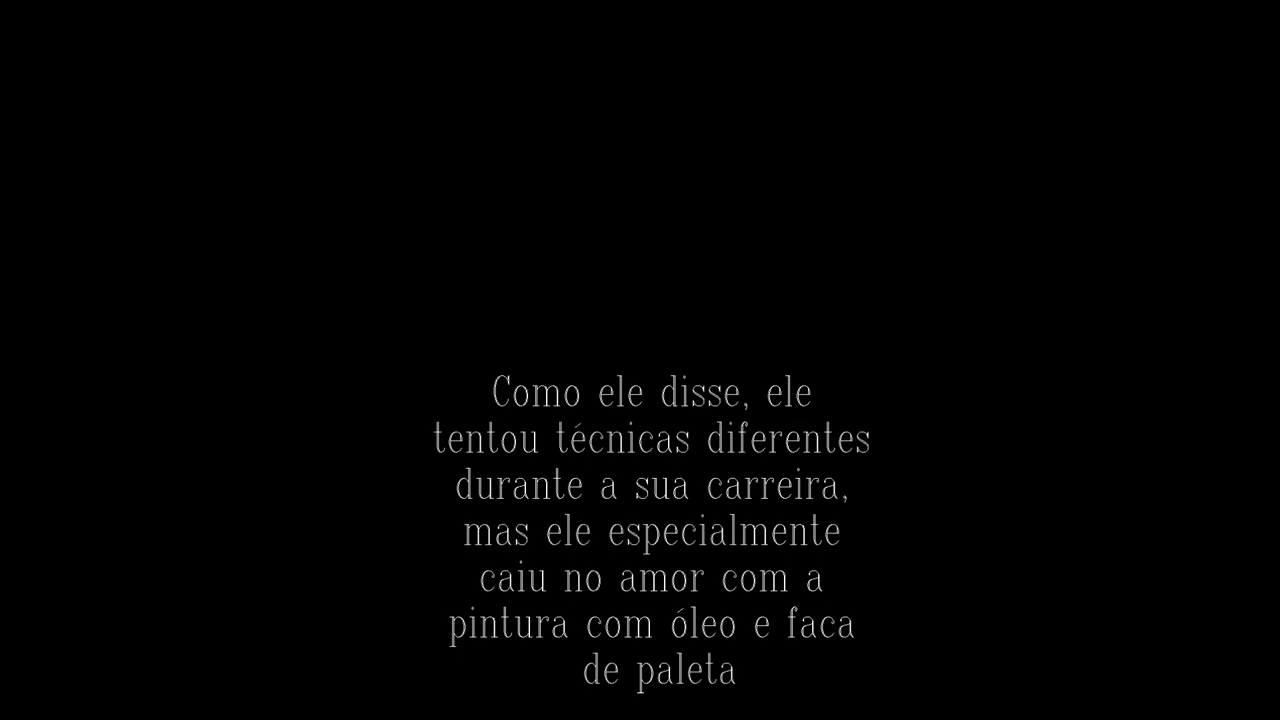 Como ele disse, ele
tentou técnicas diferentes
durante a sua carreira,
mas ele especialmente
caiu no amor com a
pintura com óleo e faca
de paleta